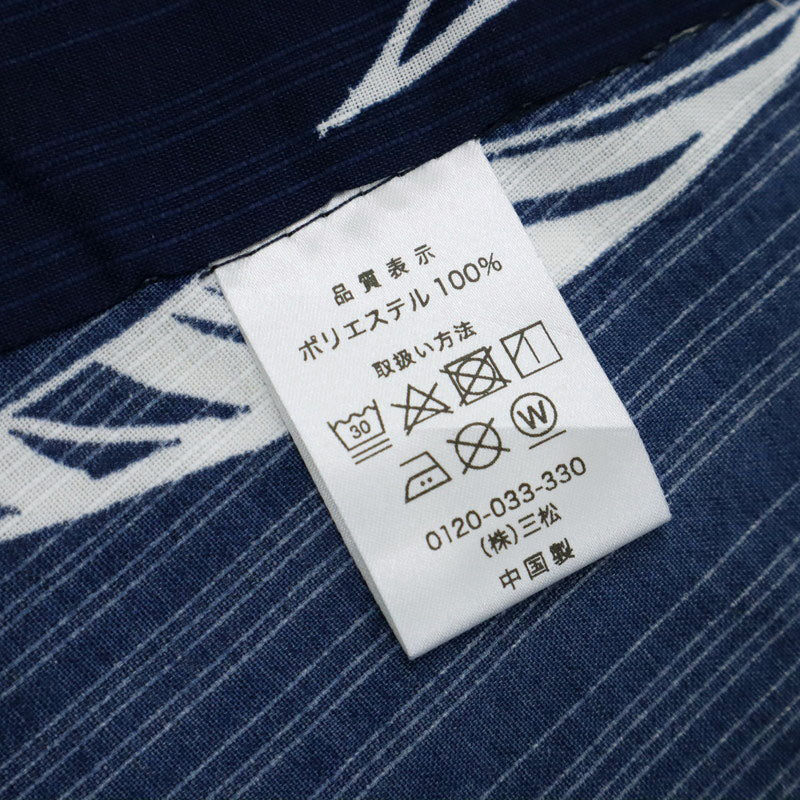 品質表示
ポリエステル 100%
取扱い方法
30
W
0120-033-330
(株)三松
中国製